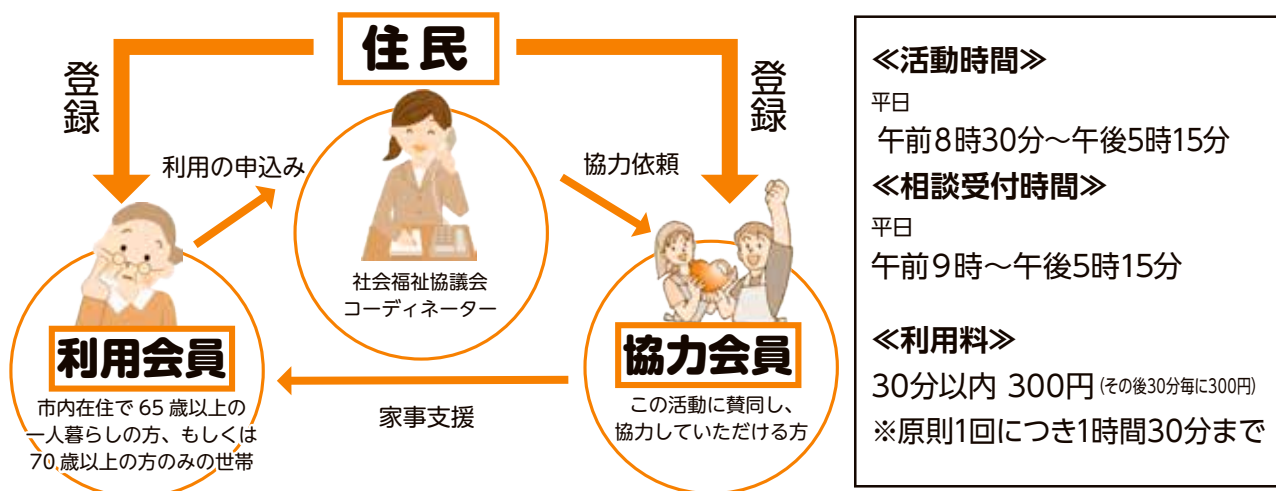 住民
登録
登録
利用の申込み
協力依頼
社会福祉協議会
コーディネーター
利用会員
市内在住で 65 歳以上の
一人暮らしの方、もしくは
70 歳以上の方のみの世帯
家事支援
協力会員
この活動に賛同し、
協力していただける方
≪活動時間≫
平日
午前8時30分～午後5時15分
≪相談受付時間≫
平日
午前9時～午後5時15分
≪利用料≫
30分以内 300円(その後30分毎に300円)
※原則1回につき1時間30分まで